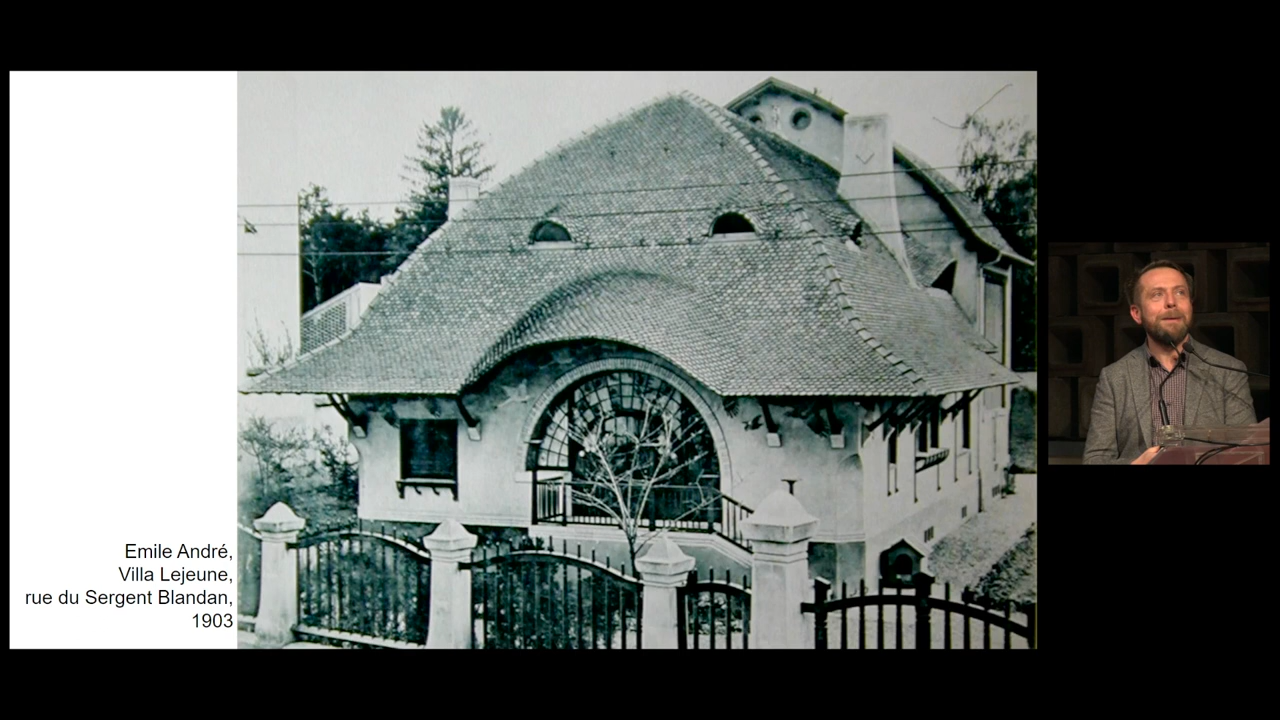 Emile André,
Villa Lejeune,
rue du Sergent Blandan,
1903